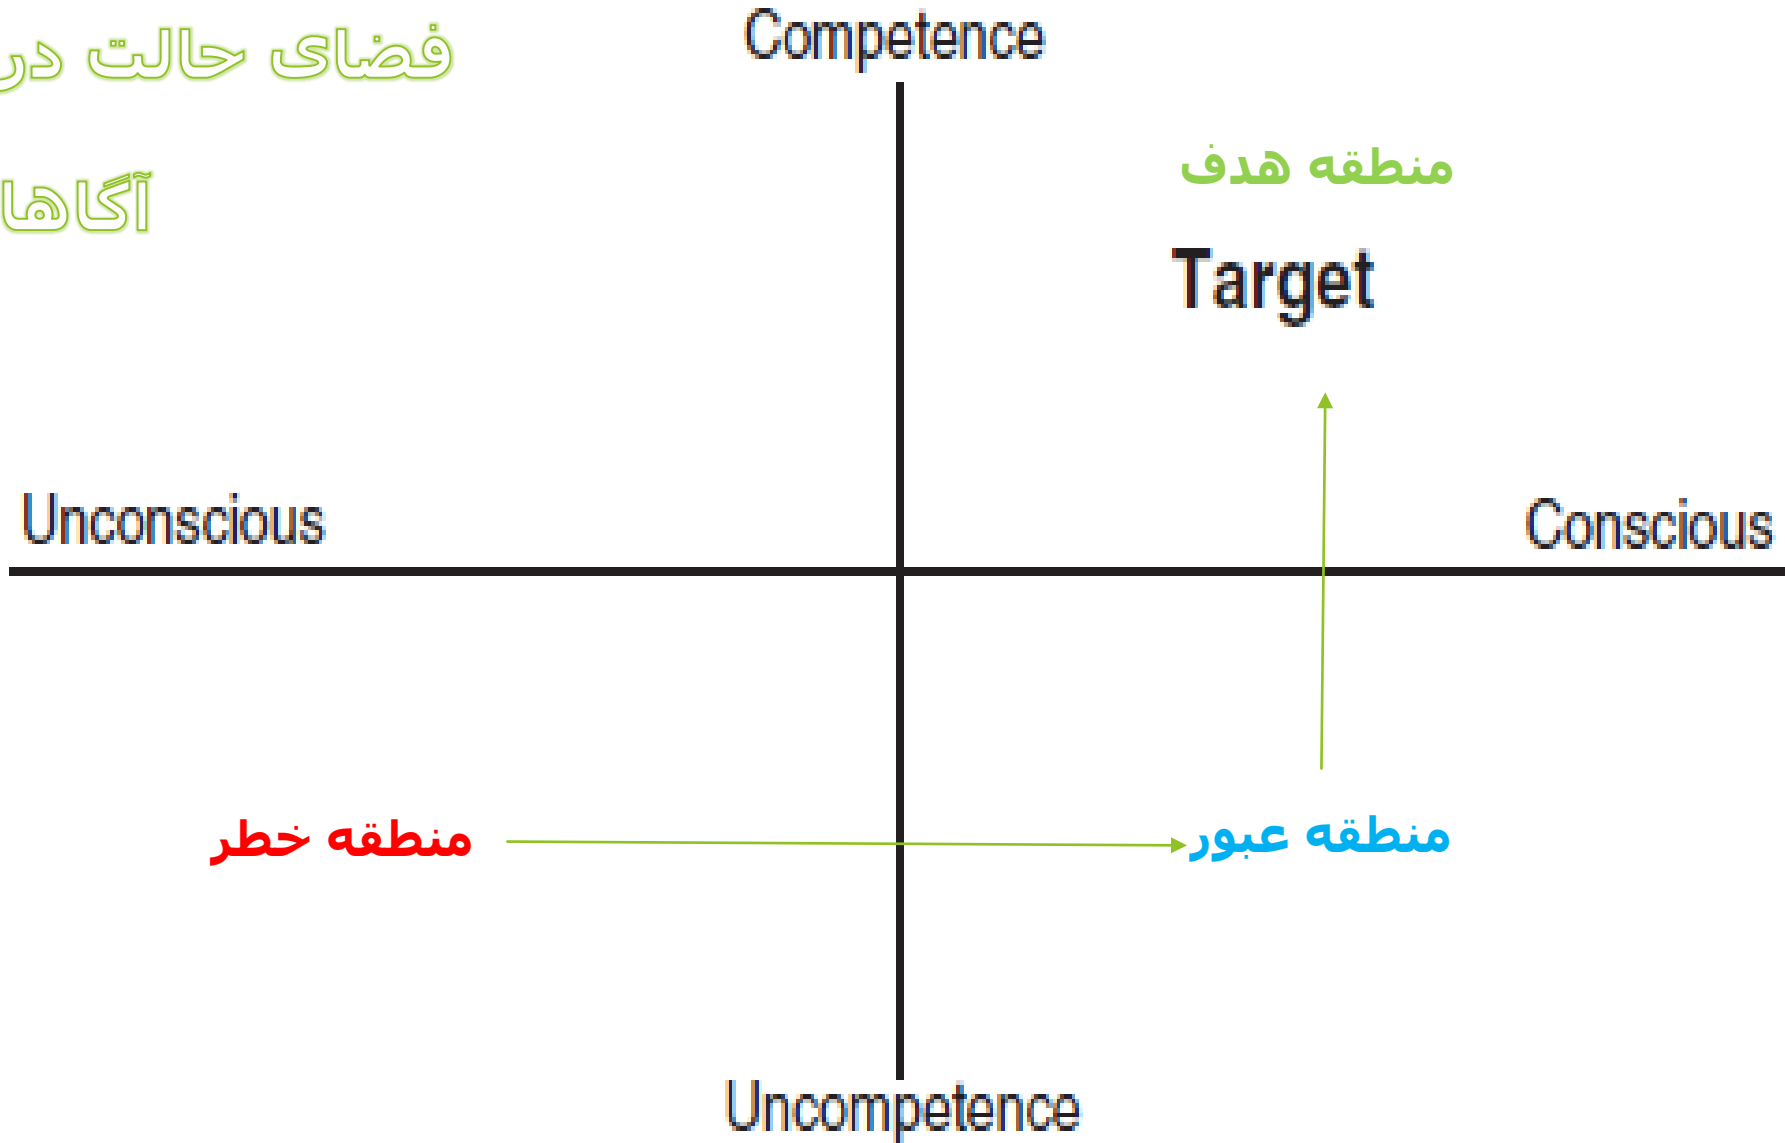 فضای حالت در
آگاها
Competence
منطقه هدف
Target
Unconscious
Conscious
منطقه خطر
منطقه عبور
Uncompetence